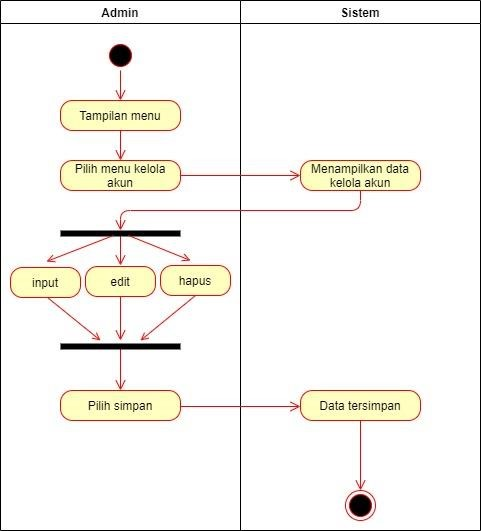 Admin
Sistem
Tampilan menu
Pilih menu kelola
akun
Menampilkan data
kelola akun
input
edit
hapus
Pilih simpan
Data tersimpan